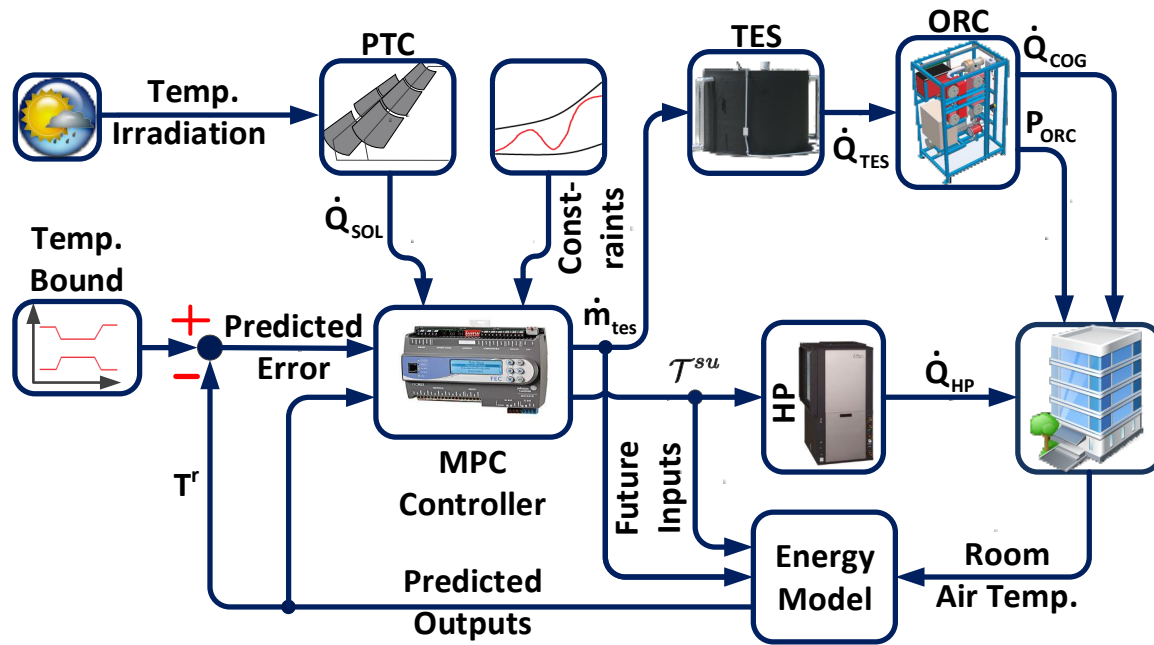 PTC
TES
ORC
Q̇COG
Temp.
Irradiation
PORC
Q̇TES
Q̇SOL
Const-
raints
Temp.
Bound
ṁtes
+
Predicted
Error
−
FEC
𝒯su
HP
Q̇HP
MPC
Controller
Tr
Future
Inputs
Energy
Model
Room
Air Temp.
Predicted
Outputs